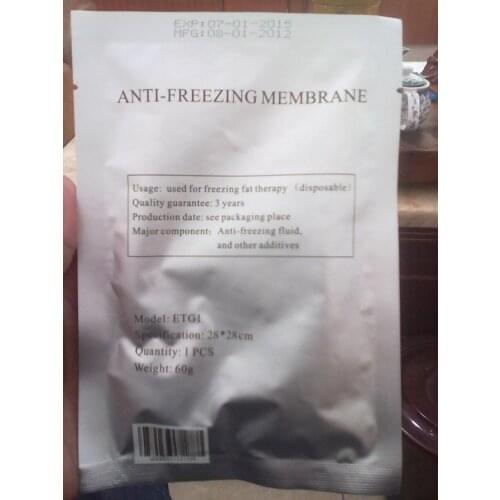 EXP: 07-01-2015
MFG: 08-01-2012
ANTI-FREEZING MEMBRANE
Usage: used for freezing fat therapy (disposable)
Quality guarantee: 3 years
Production date: see packaging place
Major component: Anti-freezing fluid,
and other additives
Model: ETG1
Specification: 28*28cm
Quantity: 1 PCS
Weight: 60g